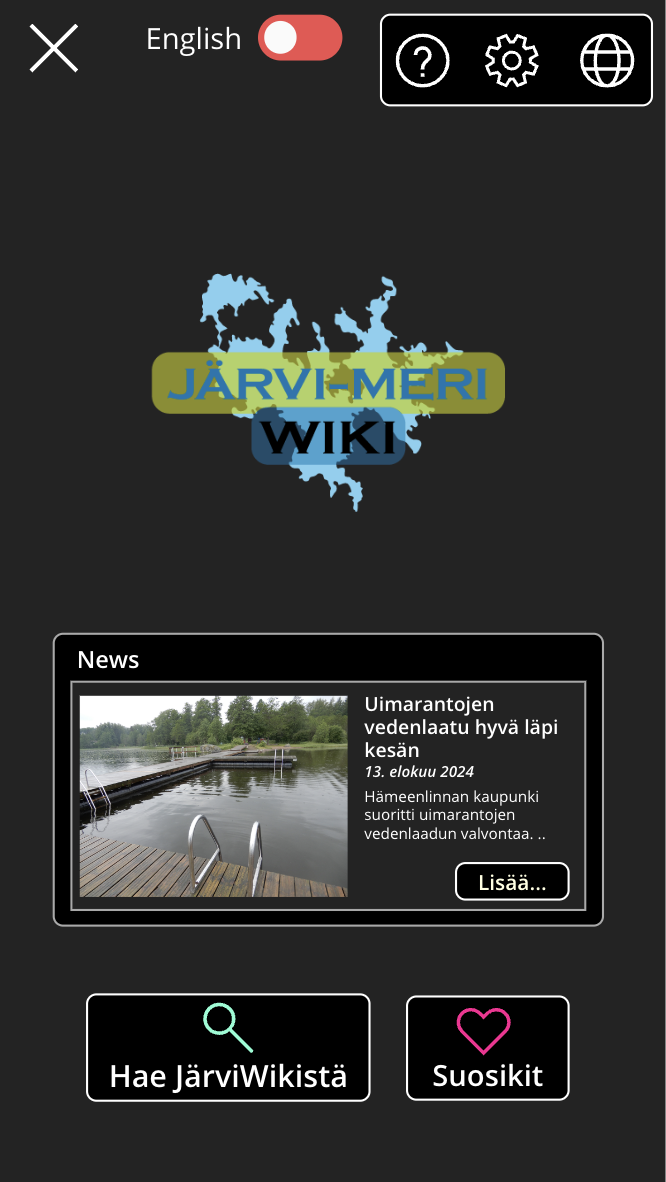 English
JÄRVI-MERI
WIKI
News
Uimarantojen
vedenlaatu hyvä läpi
kesän
13. elokuu 2024
Hämeenlinnan kaupunki
suoritti uimarantojen
vedenlaadun valvontaa. ..
Lisää...
Hae JärviWikistä
Suosikit